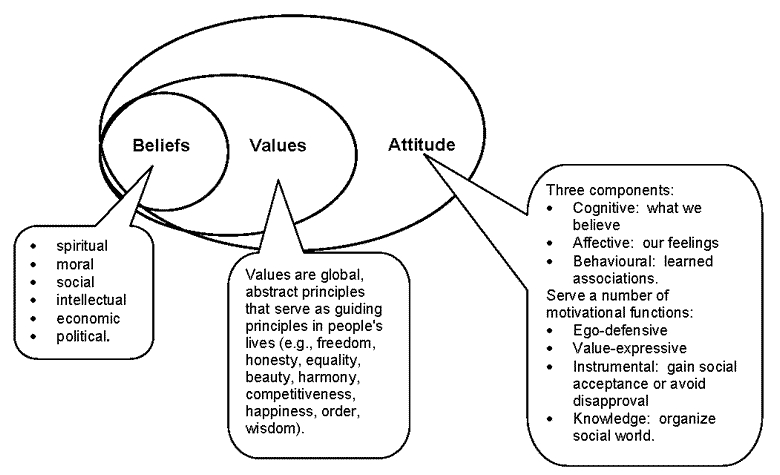 Beliefs
Values
Attitude
• spiritual
• moral
• social
• intellectual
• economic
• political.
Values are global,
abstract principles
that serve as guiding
principles in people's
lives (e.g., freedom,
honesty, equality,
beauty, harmony,
competitiveness,
happiness, order,
wisdom).
Three components:
• Cognitive: what we
believe
• Affective: our feelings
• Behavioural: learned
associations.
Serve a number of
motivational functions:
• Ego-defensive
• Value-expressive
• Instrumental: gain social
acceptance or avoid
disapproval
• Knowledge: organize
social world.